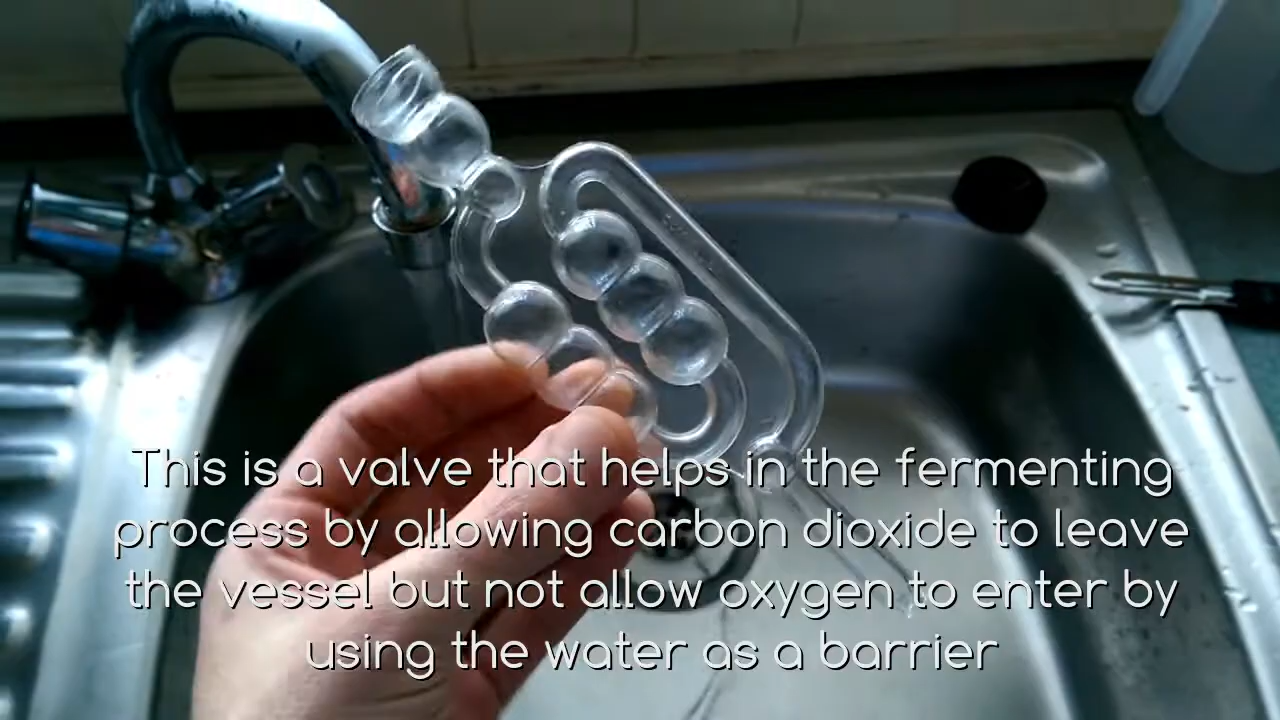 This is a valve that helps in the fermenting
process by allowing carbon dioxide to leave
the vessel but not allow oxygen to enter by
using the water as a barrier